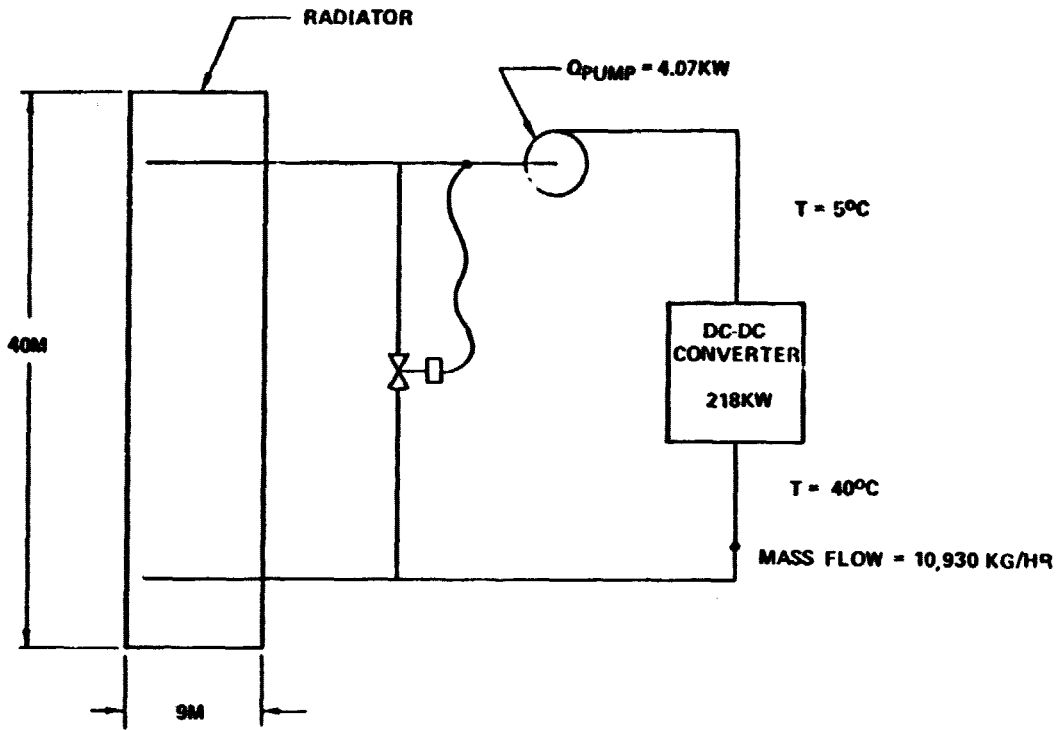 RADIATOR
QPUMP = 4.07KW
T = 5°C
40M
DC-DC
CONVERTER
218KW
T = 40°C
MASS FLOW = 10,930 KG/HR
9M